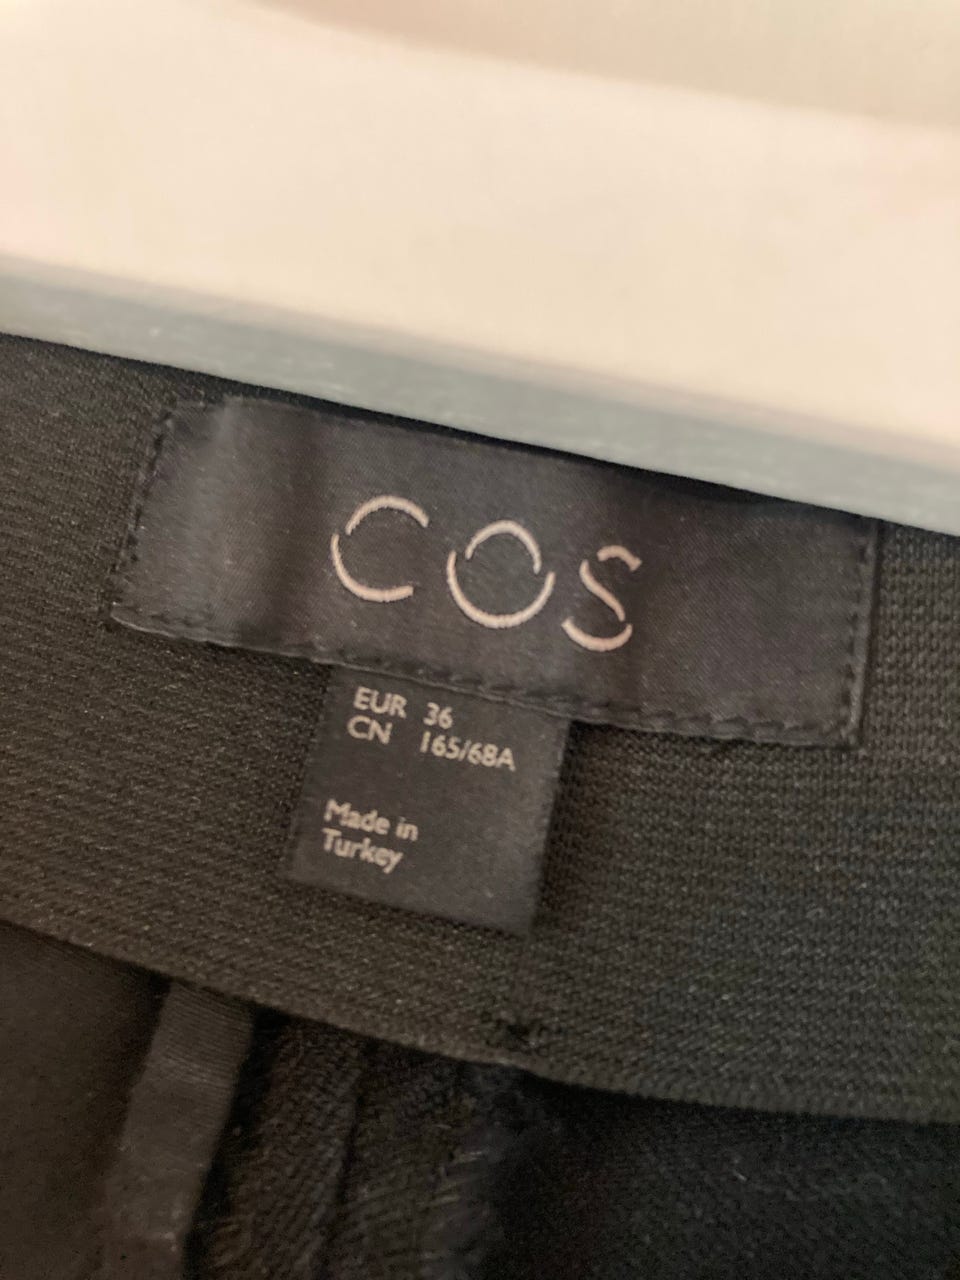 COS
EUR 36
CN 165/68A
Made in
Turkey